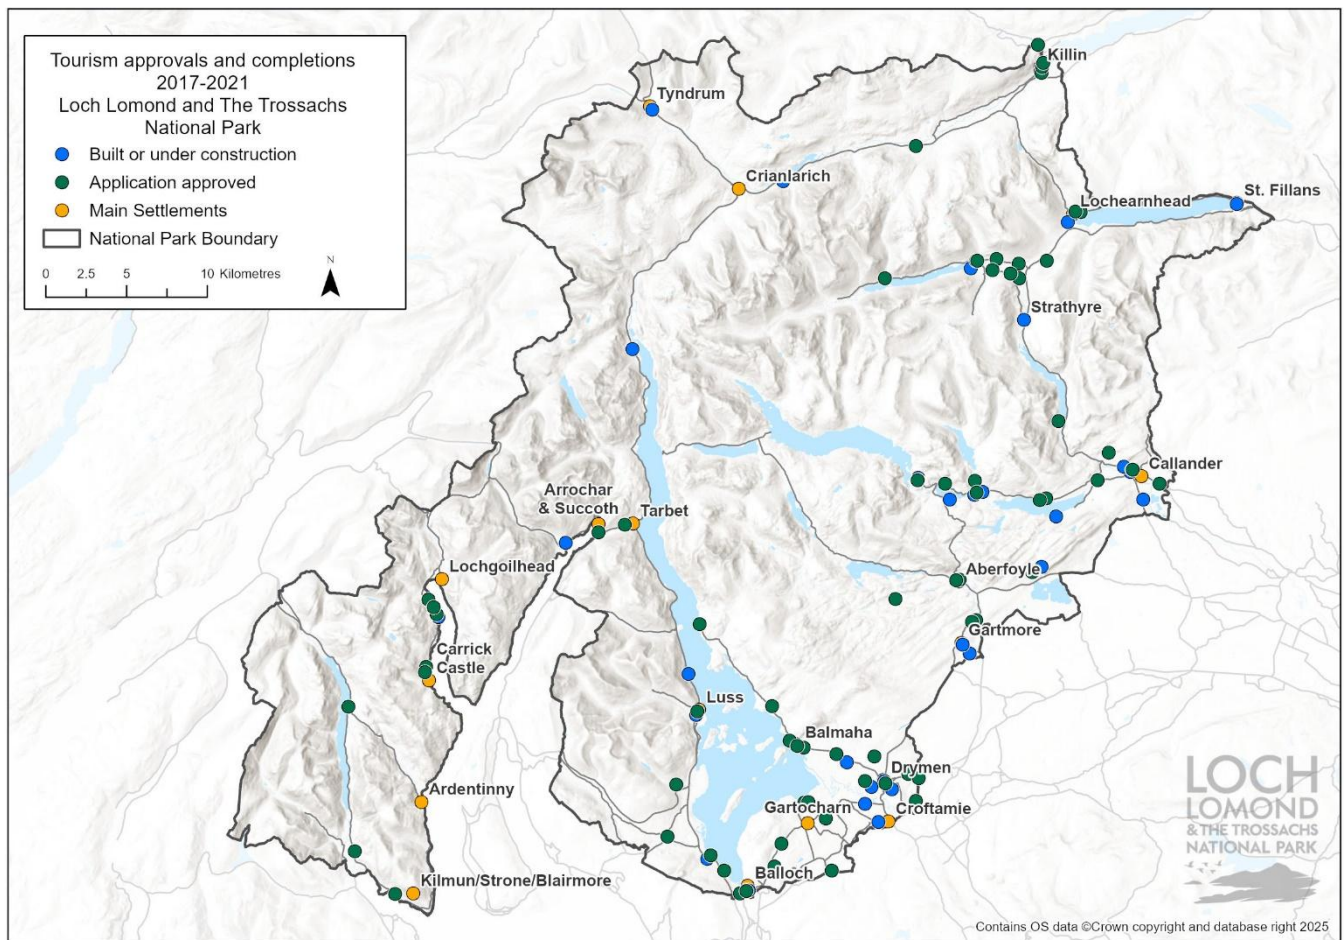 Tourism approvals and completions
2017-2021
Loch Lomond and The Trossachs
National Park
Built or under construction
Application approved
Main Settlements
National Park Boundary
0 2.5 5 10 Kilometres
N
Killin
Tyndrum
Crianlarich
St. Fillans
Lochearnhead
Strathyre
Callander
Arrochar
& Succoth
Tarbet
Lochgoilhead
Aberfoyle
Gartmore
Carrick
Castle
Luss
Balmaha
Drymen
Ardentinny
Gartocharn
Croftamie
Balloch
Kilmun/Strone/Blairmore
LOCH
LOMOND
& THE TROSSACHS
NATIONAL PARK
Contains OS data ©Crown copyright and database right 2025